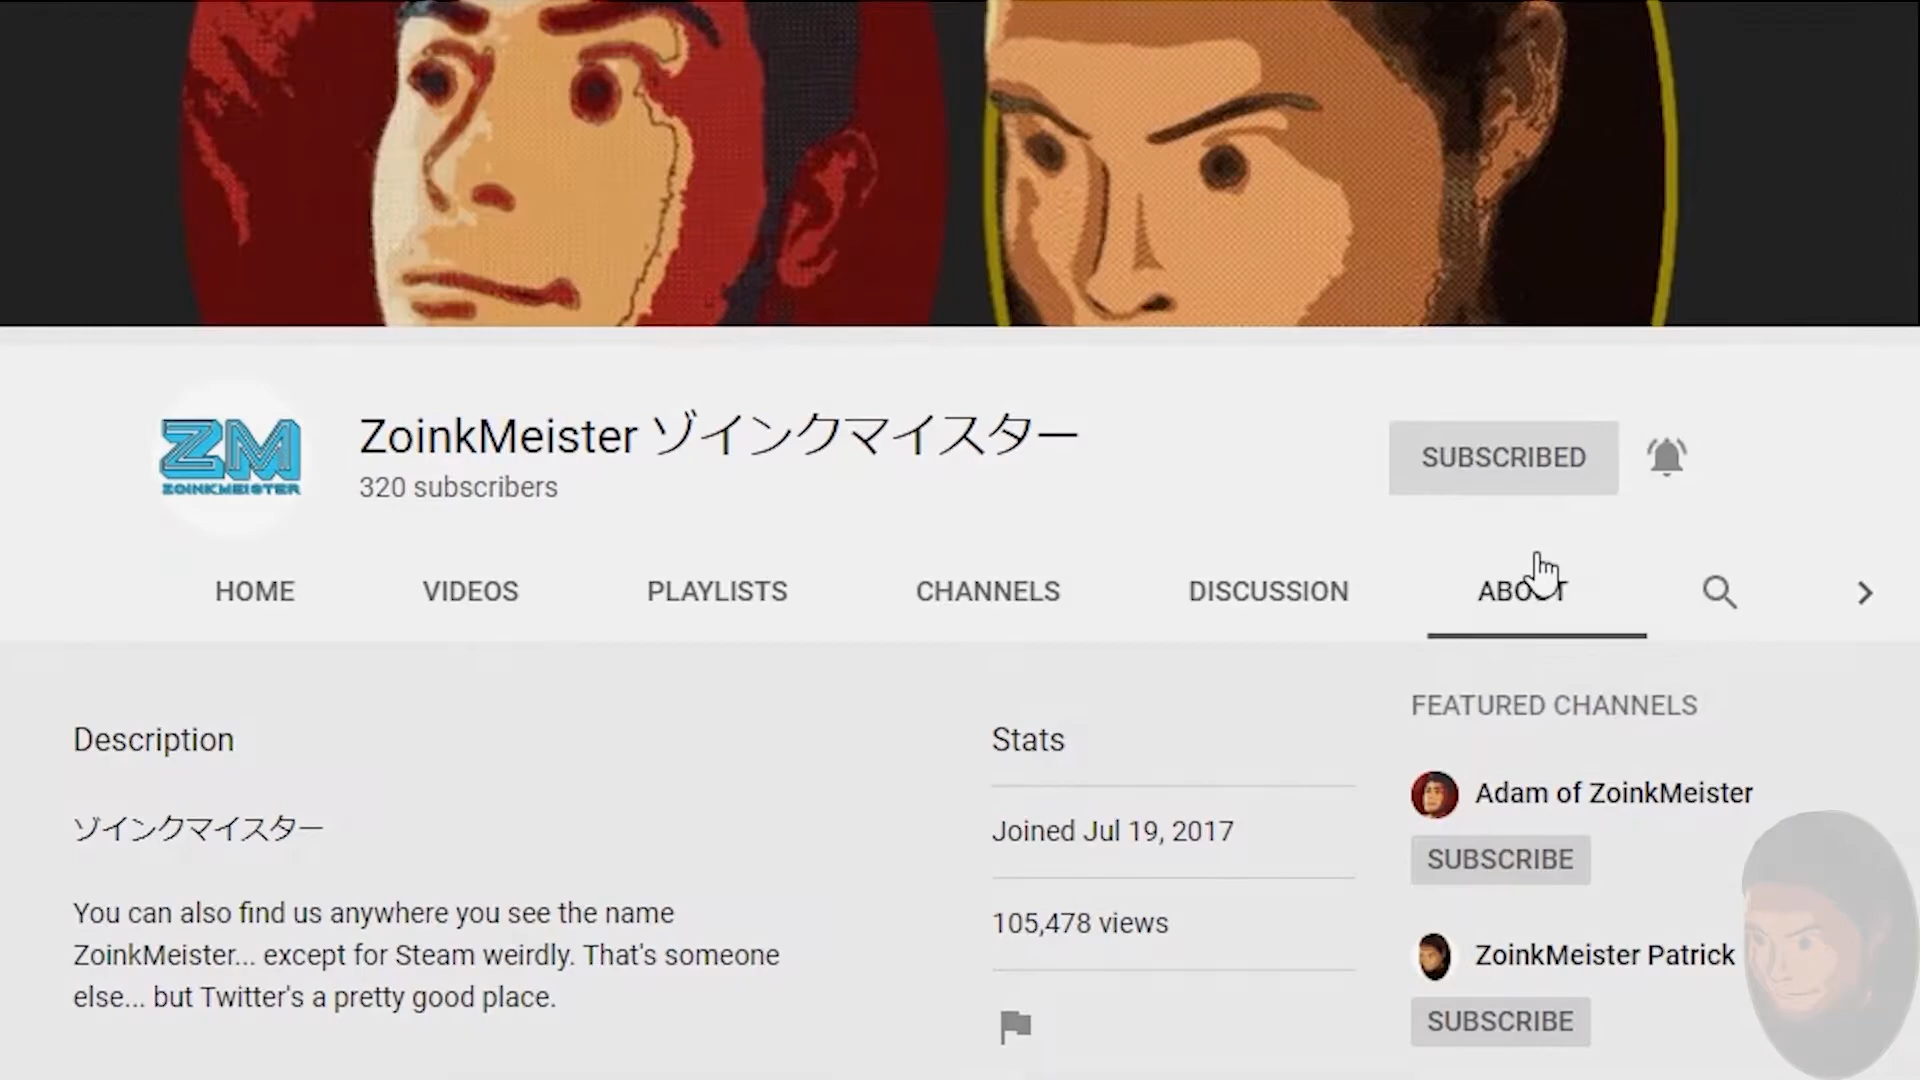 ZM
ZOINKMEISTER
ZoinkMeister ゾインクマイスター
320 subscribers
SUBSCRIBED
HOME
VIDEOS
PLAYLISTS
CHANNELS
DISCUSSION
ABOUT
Description
ゾインクマイスター
You can also find us anywhere you see the name
ZoinkMeister... except for Steam weirdly. That's someone
else... but Twitter's a pretty good place.
Stats
Joined Jul 19, 2017
105,478 views
FEATURED CHANNELS
Adam of ZoinkMeister
SUBSCRIBE
ZoinkMeister Patrick
SUBSCRIBE